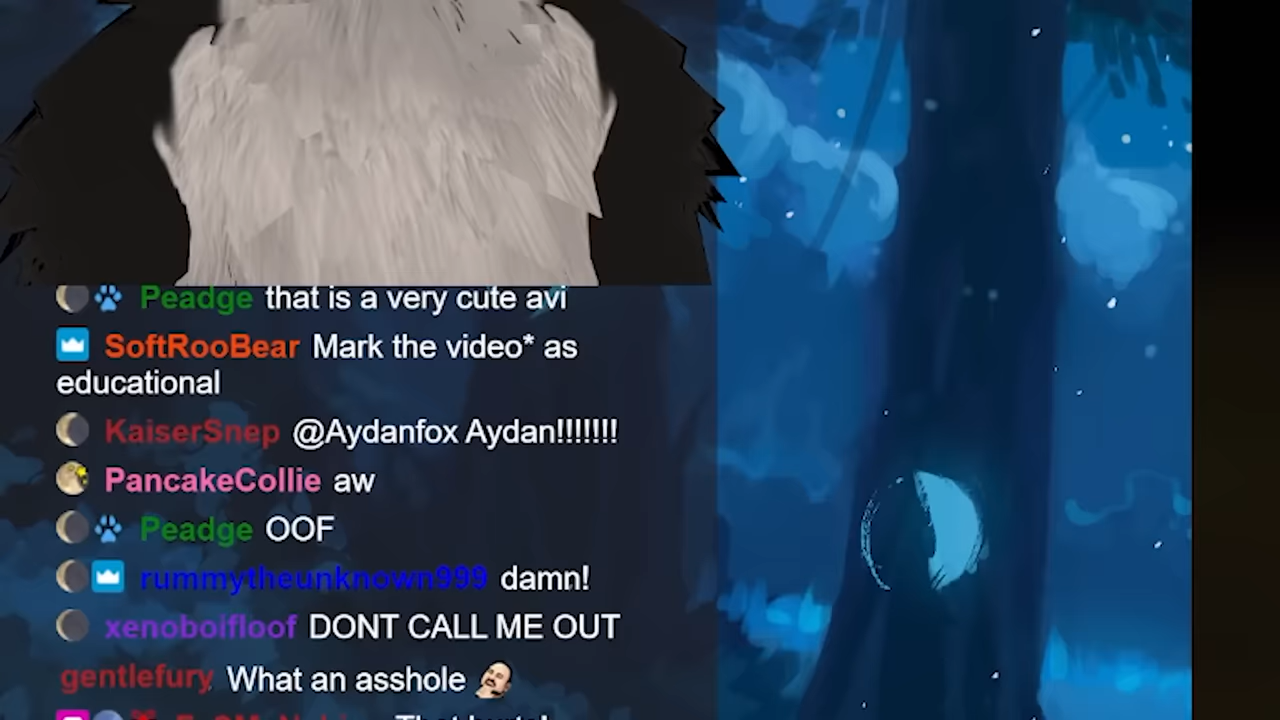 Peadge that is a very cute avi
SoftRooBear Mark the video* as
educational
KaiserSnep @Aydanfox Aydan!!!!!!!
PancakeCollie aw
Peadge OOF
rummytheunknown999 damn!
xenoboifloof DONT CALL ME OUT
gentlefury What an asshole